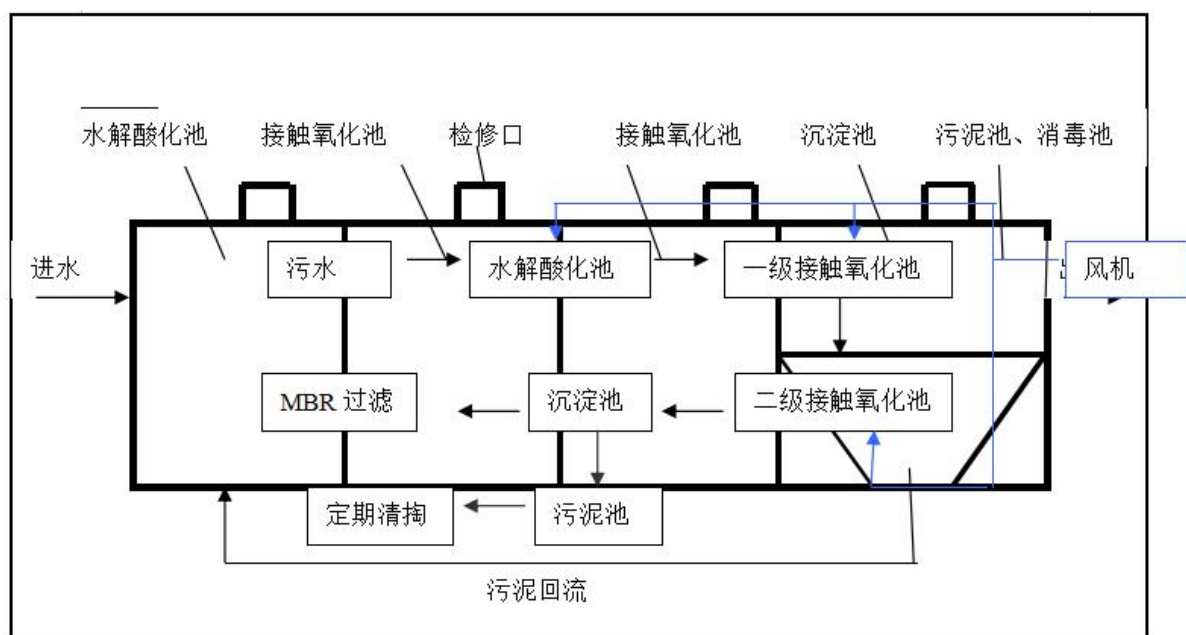 水解酸化池 接触氧化池 检修口 接触氧化池 沉淀池 污泥池、消毒池
进水 污水 水解酸化池 一级接触氧化池 风机
MBR 过滤 沉淀池 二级接触氧化池
定期清掏 污泥池
污泥回流